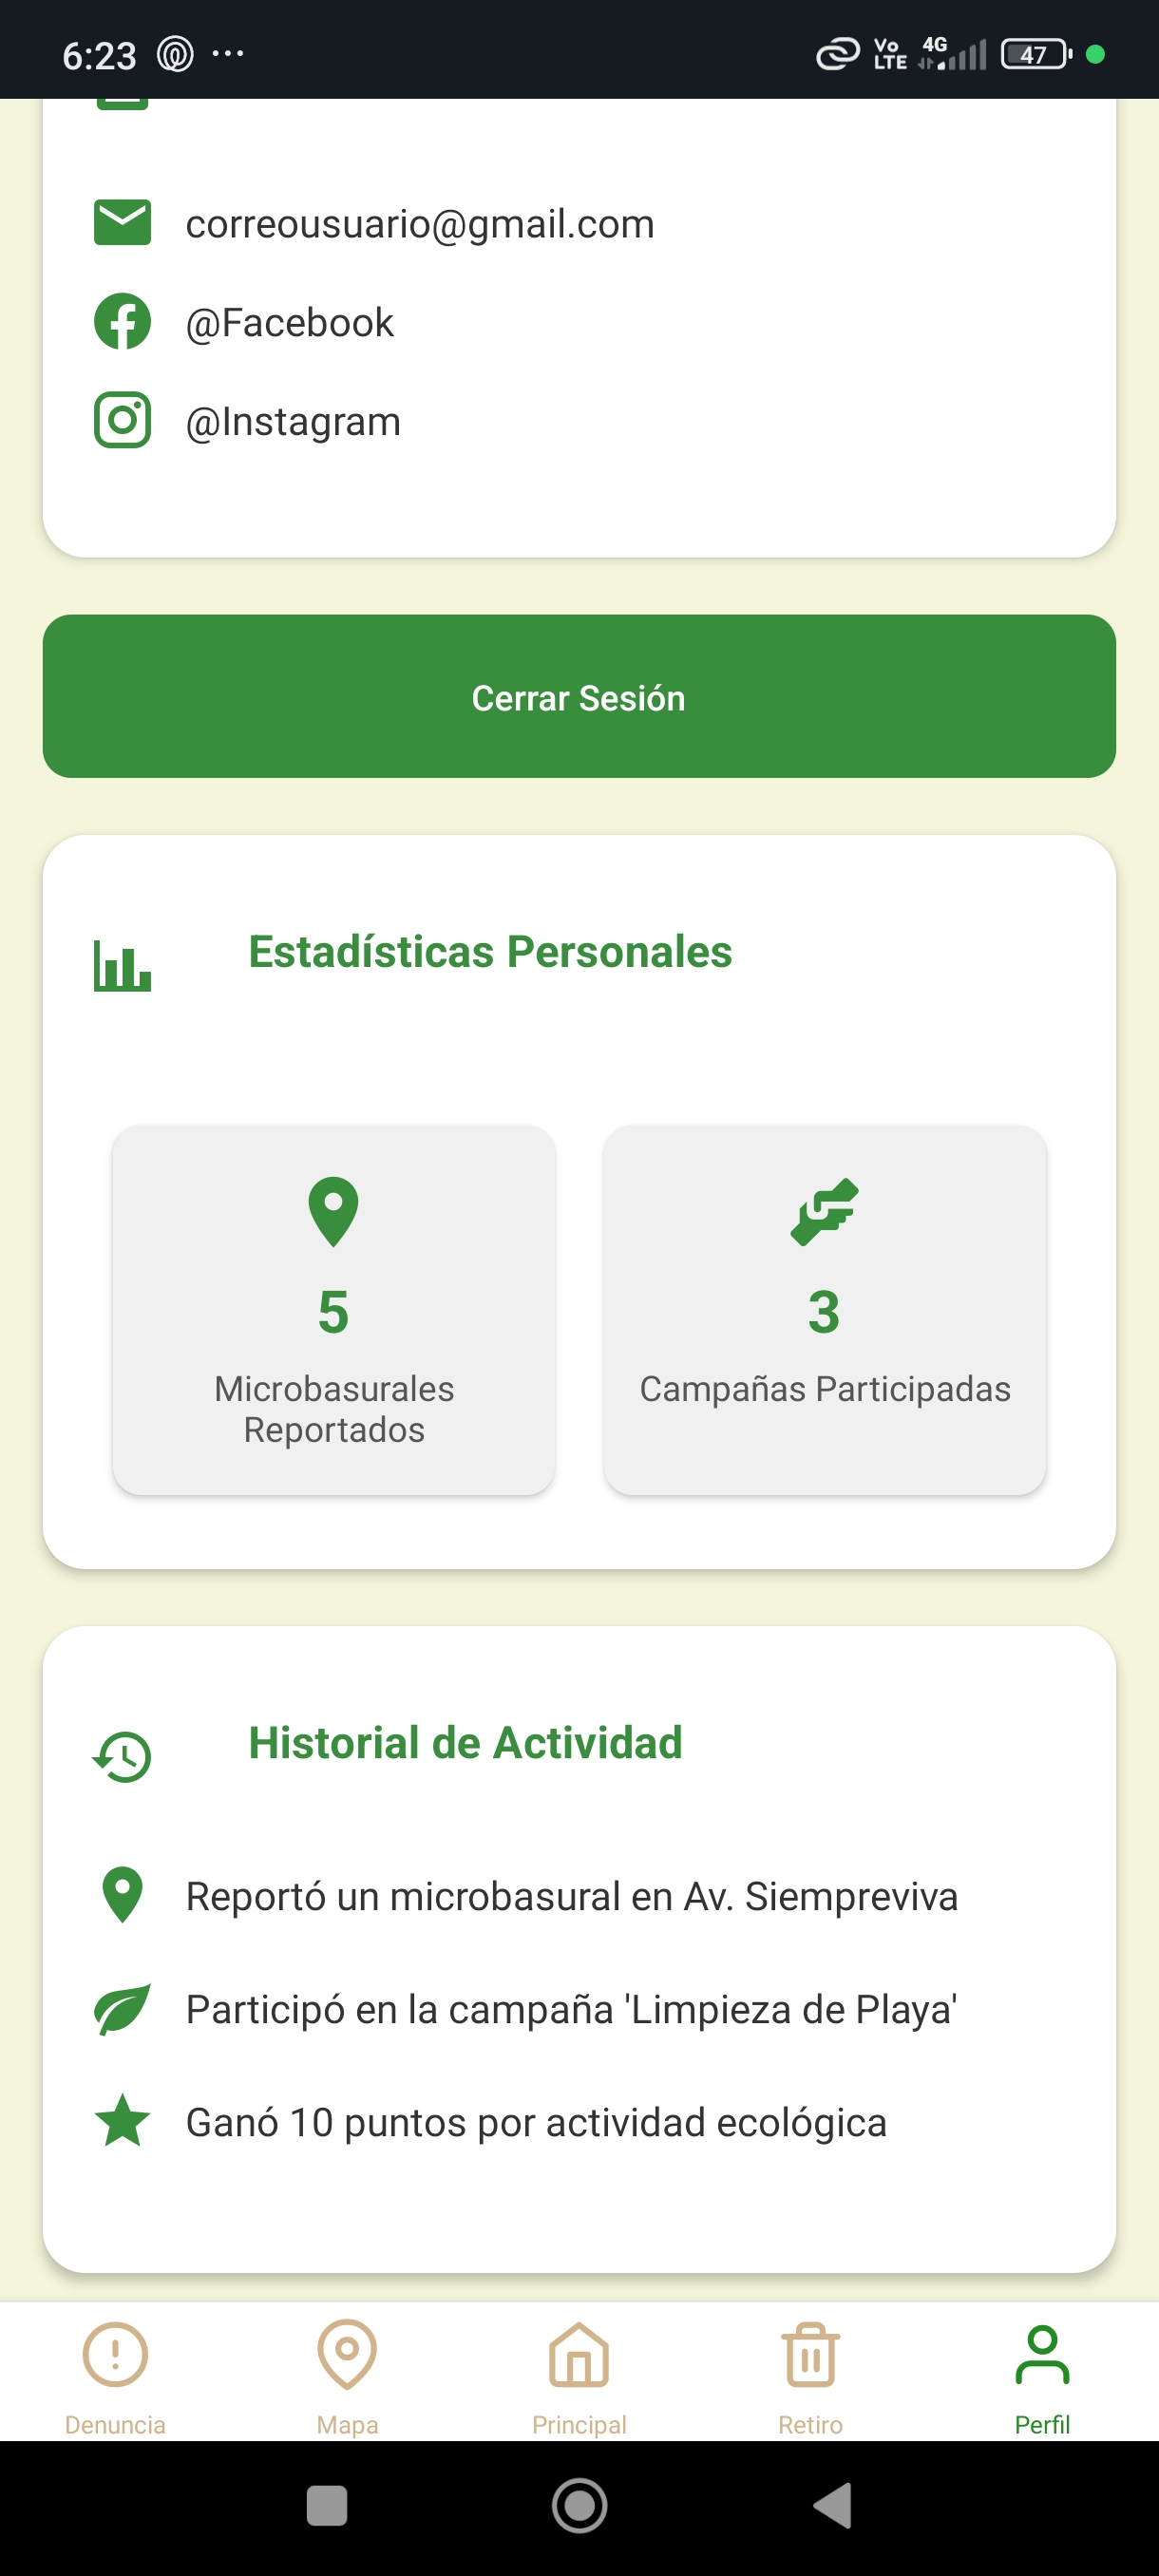 6:23
Vo
LTE
4G
47
correousuario@gmail.com
@Facebook
@Instagram
Cerrar Sesión
Estadísticas Personales
5
Microbasurales
Reportados
3
Campañas Participadas
Historial de Actividad
Reportó un microbasural en Av. Siempreviva
Participó en la campaña 'Limpieza de Playa'
Ganó 10 puntos por actividad ecológica
Denuncia
Mapa
Principal
Retiro
Perfil